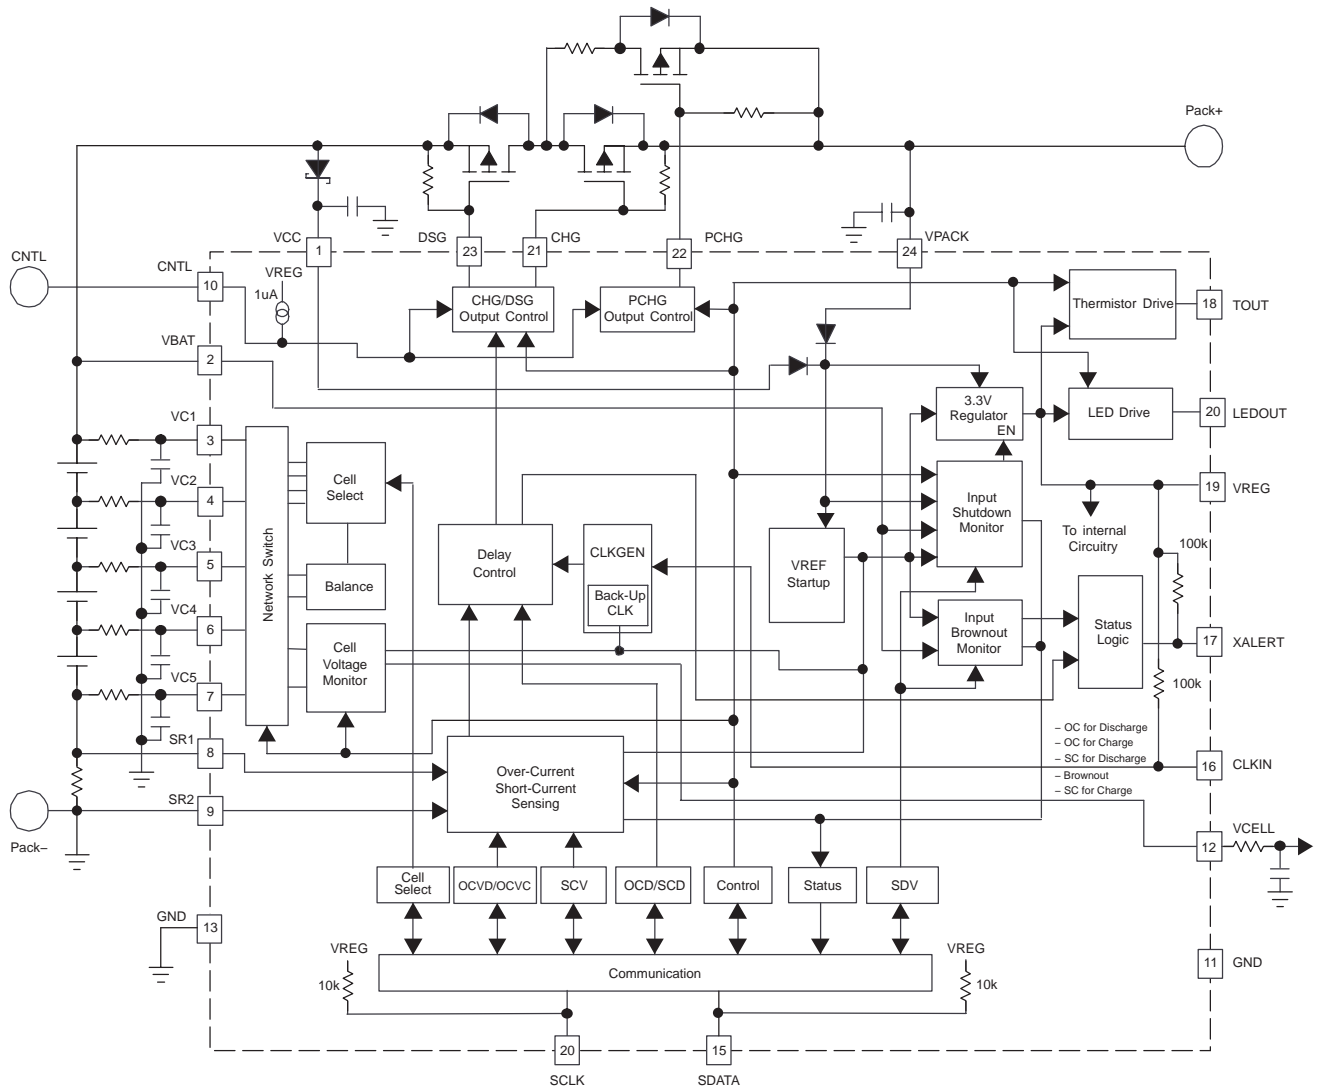 Pack+
VCC
DSG
CHG
PCHG
VPACK
1
23
21
22
24
CNTL
CNTL
10
VREG
1uA
CHG/DSG
Output Control
PCHG
Output Control
Thermistor Drive
18
TOUT
VBAT
2
3.3V
Regulator
EN
LED Drive
20
LEDOUT
VC1
3
Network Switch
Cell
Select
VC2
4
Input
Shutdown
Monitor
19
VREG
To internal
Circuitry
100k
VC3
5
Delay
Control
CLKGEN
Back-Up
CLK
VREF
Startup
Balance
VC4
6
Cell
Voltage
Monitor
Input
Brownout
Monitor
Status
Logic
17
XALERT
VC5
7
100k
SR1
8
– OC for Discharge
– OC for Charge
– SC for Discharge
– Brownout
– SC for Charge
16
CLKIN
Over-Current
Short-Current
Sensing
SR2
9
Pack–
12
VCELL
Cell
Select
OCVD/OCVC
SCV
OCD/SCD
Control
Status
SDV
GND
13
VREG
10k
Communication
VREG
10k
11
GND
20
SCLK
15
SDATA